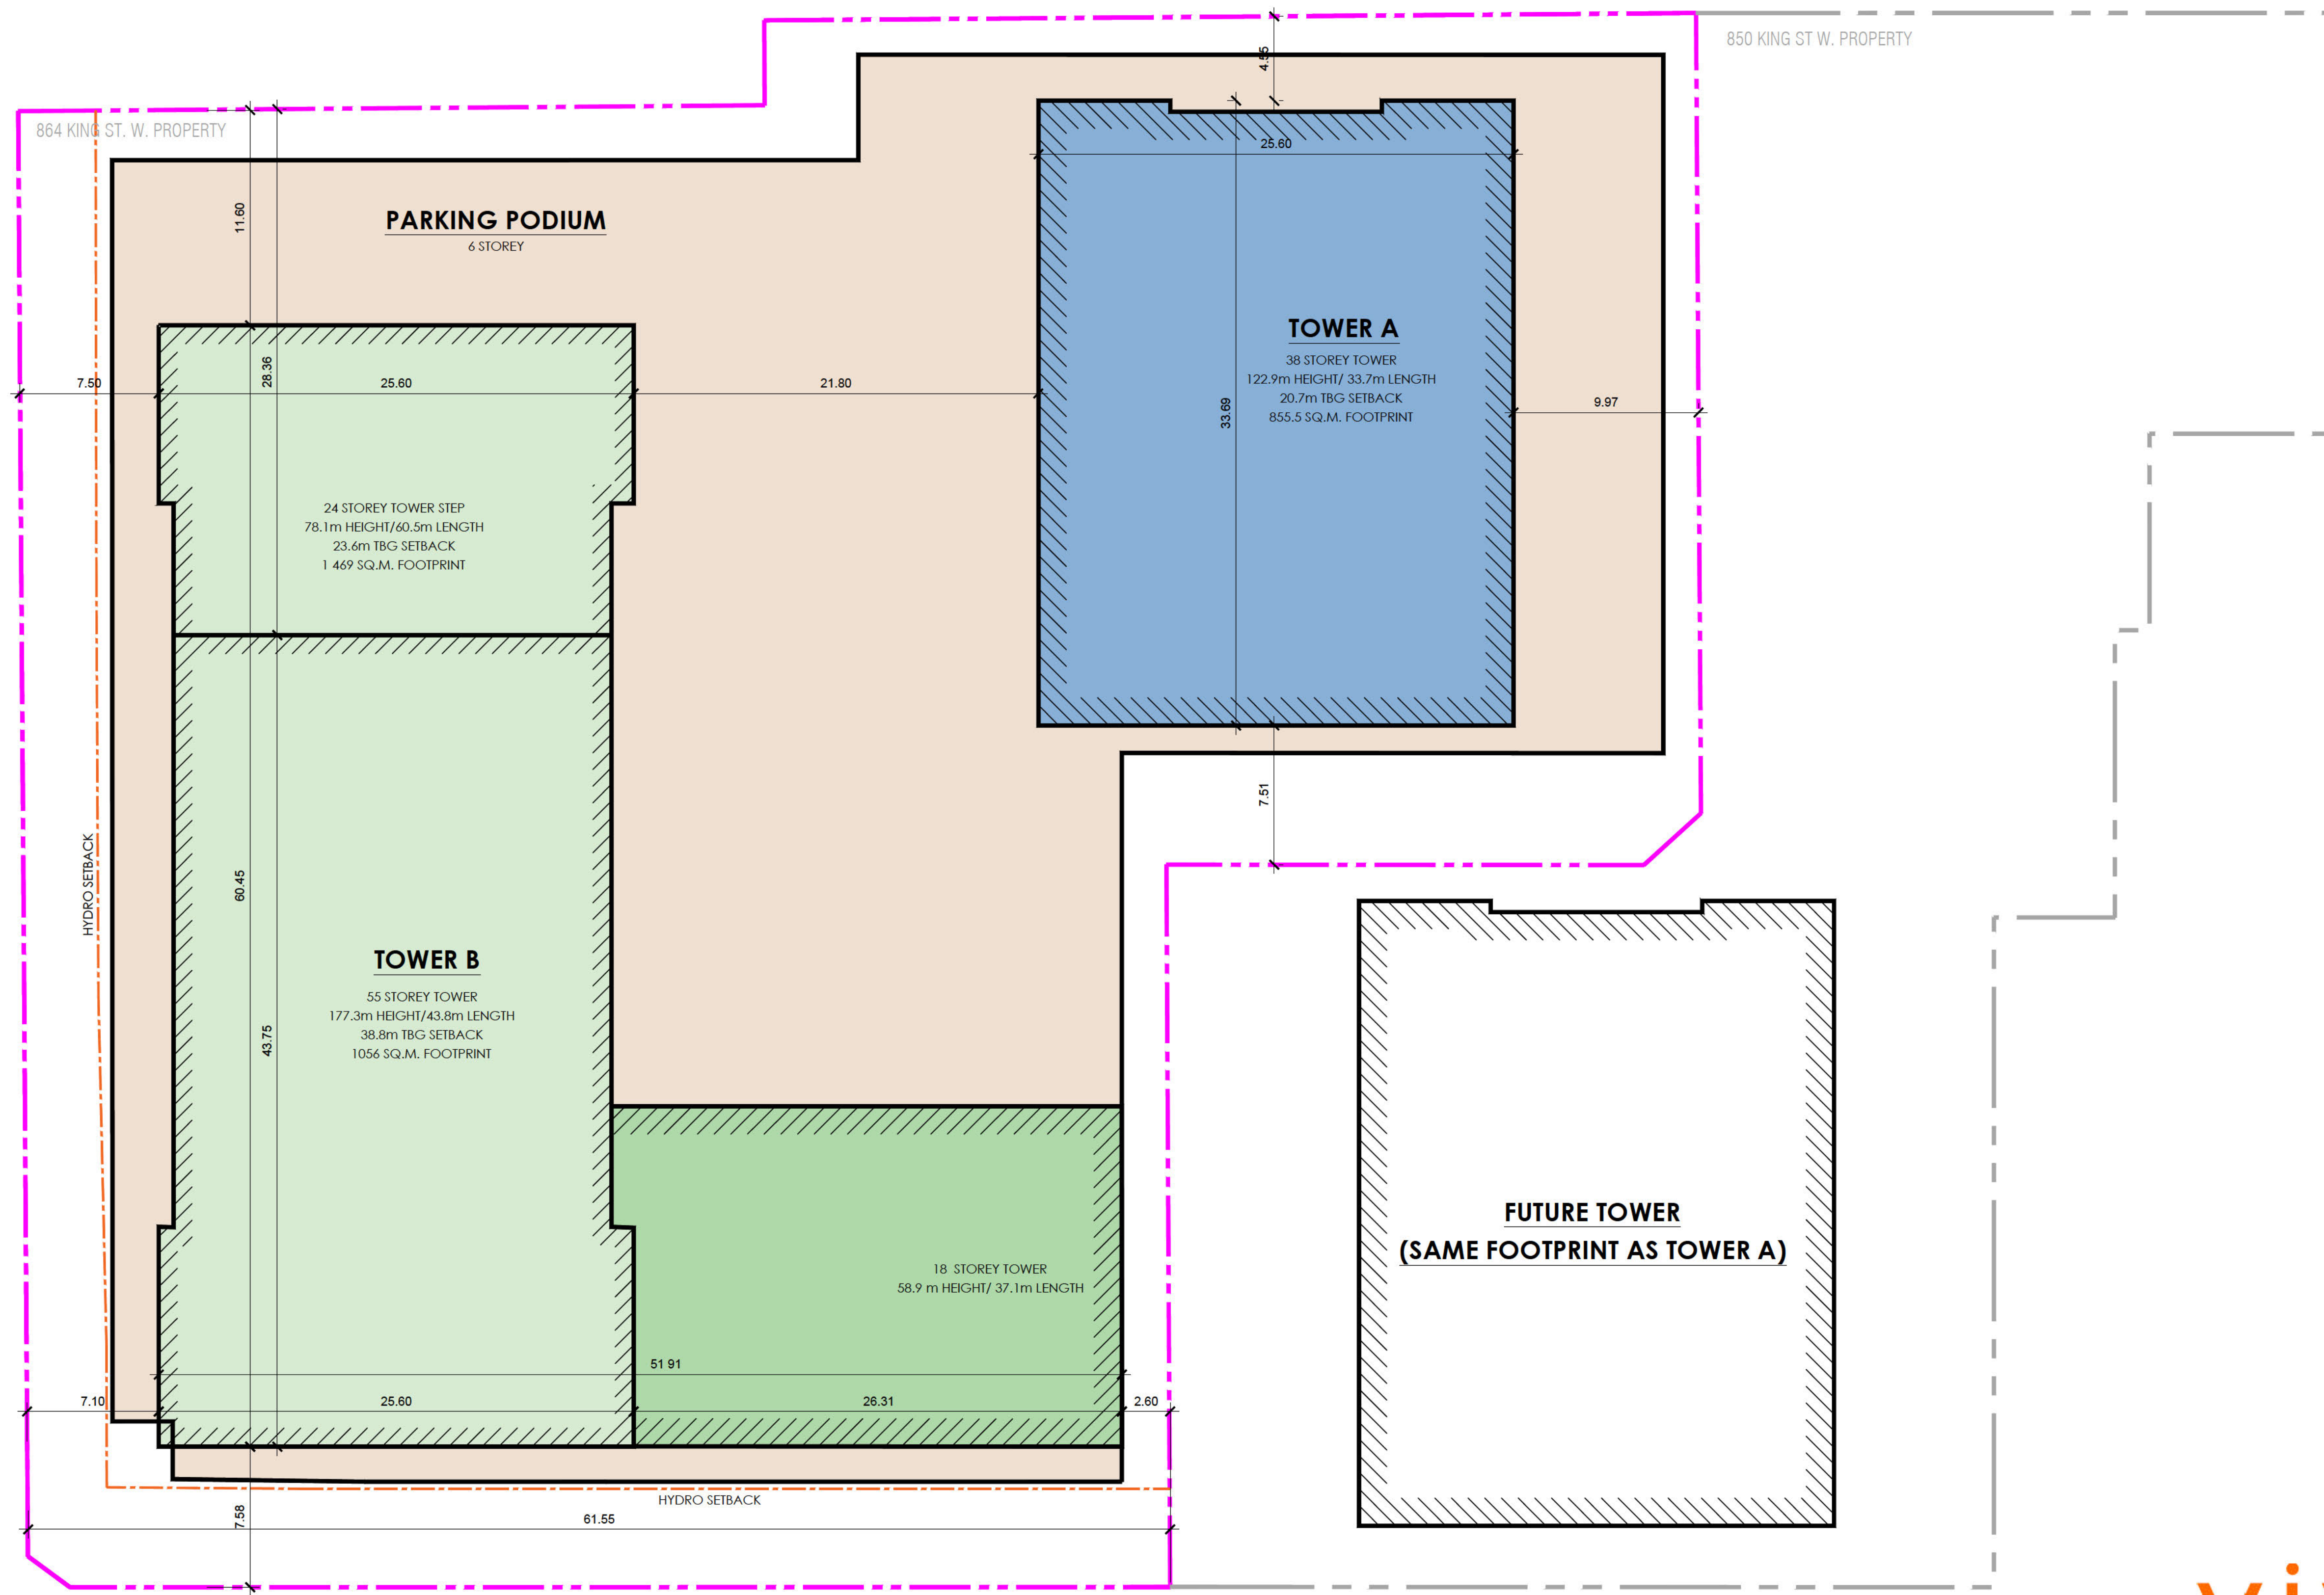 850 KING ST W. PROPERTY
864 KING ST. W. PROPERTY
4.55
25.60
11.60
PARKING PODIUM
6 STOREY
TOWER A
38 STOREY TOWER
122.9m HEIGHT/ 33.7m LENGTH
20.7m TBG SETBACK
855.5 SQ.M. FOOTPRINT
33.69
9.97
7.50
25.60
28.36
21.80
24 STOREY TOWER STEP
78.1m HEIGHT/60.5m LENGTH
23.6m TBG SETBACK
1 469 SQ.M. FOOTPRINT
7.51
HYDRO SETBACK
60.45
TOWER B
55 STOREY TOWER
177.3m HEIGHT/43.8m LENGTH
38.8m TBG SETBACK
1056 SQ.M. FOOTPRINT
43.75
FUTURE TOWER
(SAME FOOTPRINT AS TOWER A)
18 STOREY TOWER
58.9 m HEIGHT/ 37.1m LENGTH
51 91
7.10
25.60
26.31
2.60
HYDRO SETBACK
7.58
61.55